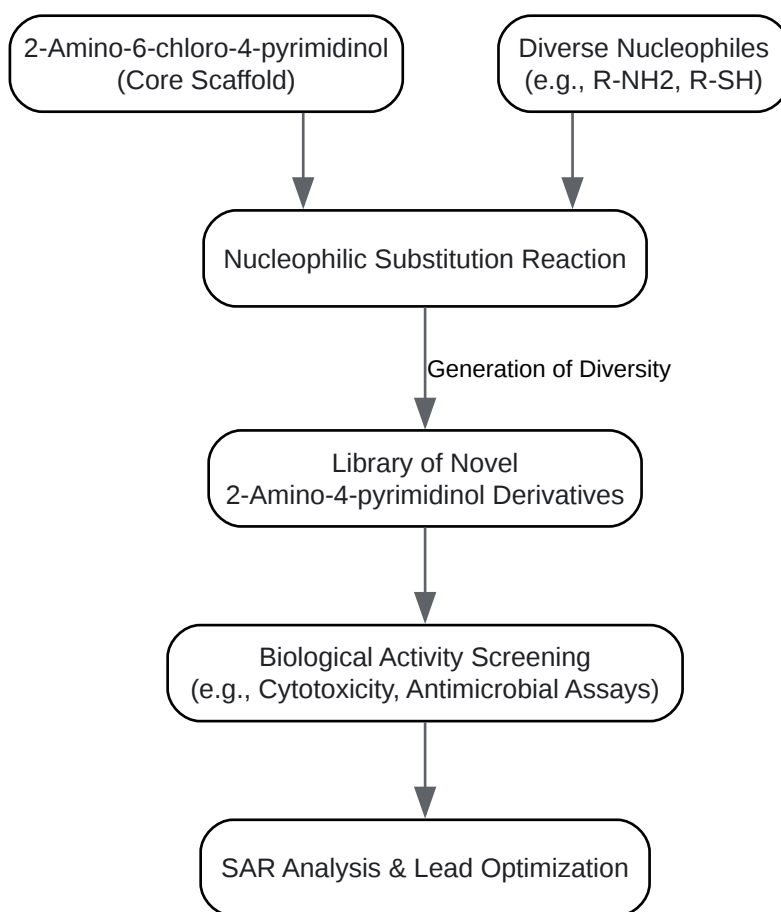 2-Amino-6-chloro-4-pyrimidinol
(Core Scaffold)
Diverse Nucleophiles
(e.g., R-NH2, R-SH)
Nucleophilic Substitution Reaction
Generation of Diversity
Library of Novel
2-Amino-4-pyrimidinol Derivatives
Biological Activity Screening
(e.g., Cytotoxicity, Antimicrobial Assays)
SAR Analysis & Lead Optimization